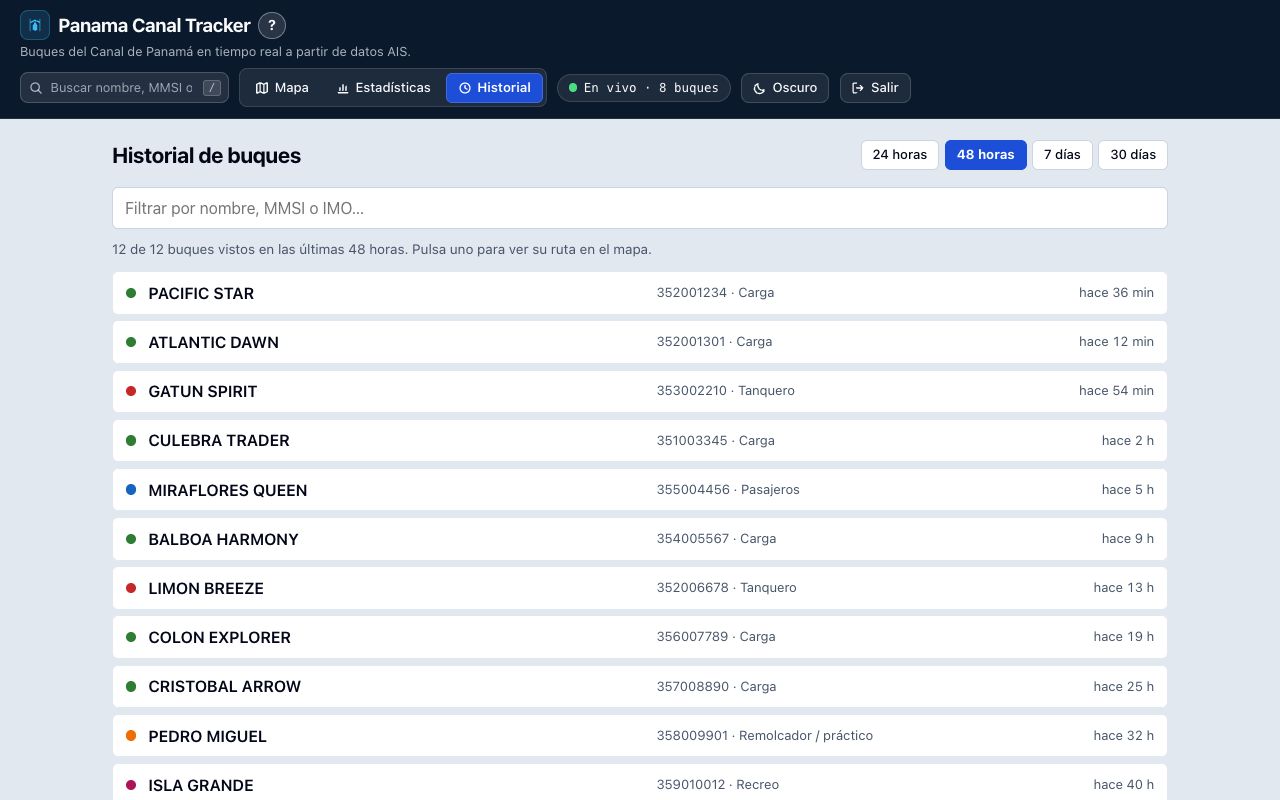 Panama Canal Tracker ?
Buques del Canal de Panamá en tiempo real a partir de datos AIS.
Buscar nombre, MMSI o /
Mapa
Estadísticas
Historial
En vivo · 8 buques
Oscuro
Salir
Historial de buques
24 horas
48 horas
7 días
30 días
Filtrar por nombre, MMSI o IMO...
12 de 12 buques vistos en las últimas 48 horas. Pulsa uno para ver su ruta en el mapa.
PACIFIC STAR 352001234 · Carga hace 36 min
ATLANTIC DAWN 352001301 · Carga hace 12 min
GATUN SPIRIT 353002210 · Tanquero hace 54 min
CULEBRA TRADER 351003345 · Carga hace 2 h
MIRAFLORES QUEEN 355004456 · Pasajeros hace 5 h
BALBOA HARMONY 354005567 · Carga hace 9 h
LIMON BREEZE 352006678 · Tanquero hace 13 h
COLON EXPLORER 356007789 · Carga hace 19 h
CRISTOBAL ARROW 357008890 · Carga hace 25 h
PEDRO MIGUEL 358009901 · Remolcador / práctico hace 32 h
ISLA GRANDE 359010012 · Recreo hace 40 h